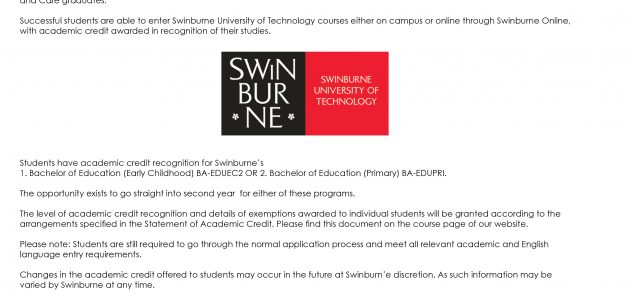 and Care graduates.
Successful students are able to enter Swinburne University of Technology courses either on campus or online through Swinburne Online,
with academic credit awarded in recognition of their studies.
SWIN
BUR
NE
SWINBURNE
UNIVERSITY OF
TECHNOLOGY
Students have academic credit recognition for Swinburne's
1. Bachelor of Education (Early Childhood) BA-EDUEC2 OR 2. Bachelor of Education (Primary) BA-EDUPRI.
The opportunity exists to go straight into second year  for either of these programs.
The level of academic credit recognition and details of exemptions awarded to individual students will be granted according to the
arrangements specified in the Statement of Academic Credit. Please find this document on the course page of our website.
Please note: Students are still required to go through the normal application process and meet all relevant academic and English
language entry requirements.
Changes in the academic credit offered to students may occur in the future at Swinburn'e discretion. As such information may be
varied by Swinburne at any time.